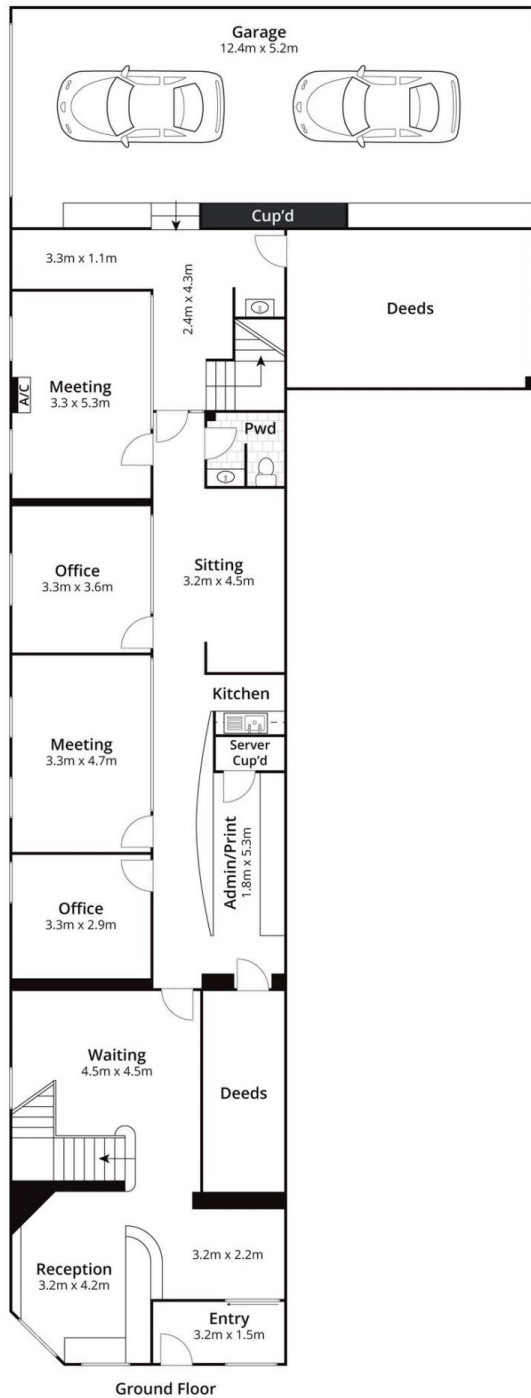 Garage
12.4m x 5.2m
Cup'd
3.3m x 1.1m
2.4m x 4.3m
Deeds
Meeting
3.3 x 5.3m
A/C
Pwd
Office
3.3m x 3.6m
Sitting
3.2m x 4.5m
Kitchen
Meeting
3.3m x 4.7m
Server
Cup'd
Admin/Print
1.8m x 5.3m
Office
3.3m x 2.9m
Waiting
4.5m x 4.5m
Deeds
3.2m x 2.2m
Reception
3.2m x 4.2m
Entry
3.2m x 1.5m
Ground Floor